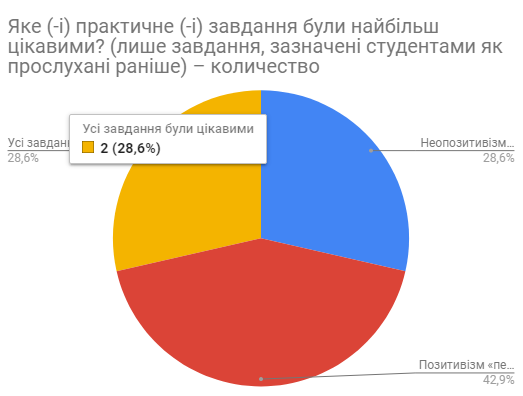 Яке (-і) практичне (-і) завдання були найбільш
цікавими? (лише завдання, зазначені студентами як
прослухані раніше) – количество
Усі завдання були цікавими
2 (28,6%)
Усі завдан
28,6%
Неопозитивізм...
28,6%
Позитивізм «пе...
42,9%